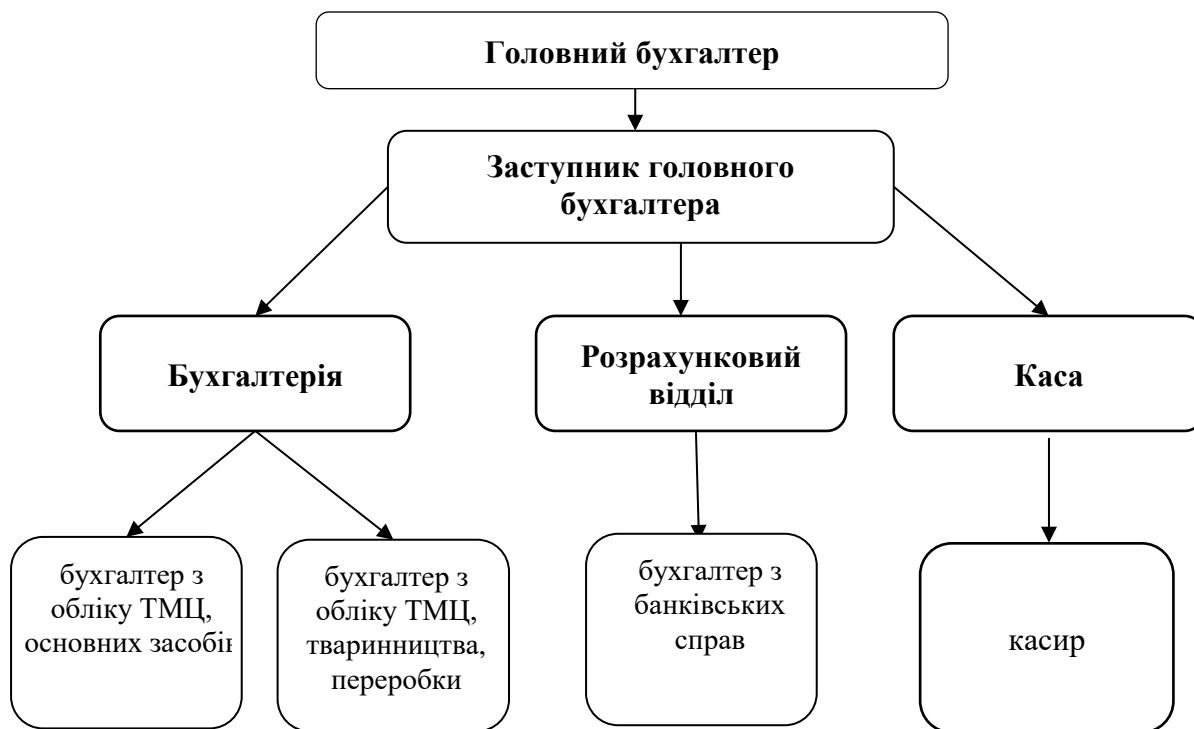 Головний бухгалтер
Заступник головного
бухгалтера
Бухгалтерія
Розрахунковий
відділ
Каса
бухгалтер з
обліку ТМЦ,
основних засобів
бухгалтер з
обліку ТМЦ,
тваринництва,
переробки
бухгалтер з
банківських
справ
касир